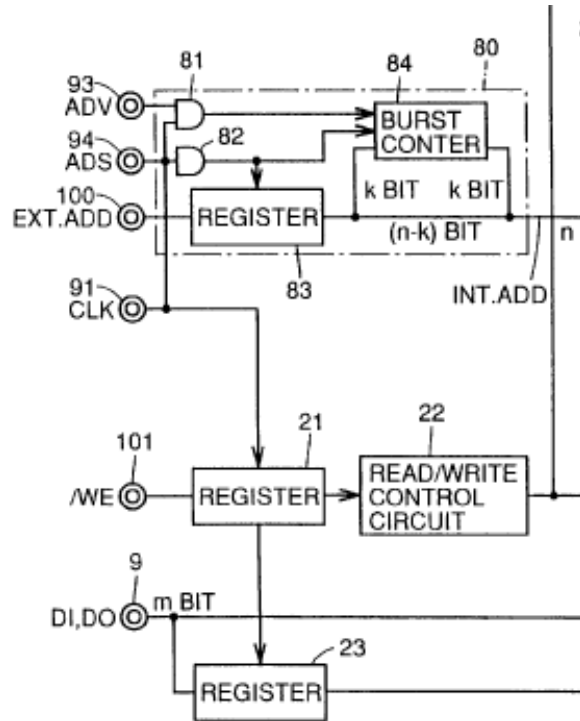 81
80
93
ADV
84
BURST
CONTER
94
82
ADS
100
k BIT
k BIT
EXT.ADD
REGISTER
(n-k) BIT
n
83
INT.ADD
91
CLK
21
22
101
/WE
REGISTER
READ/WRITE
CONTROL
CIRCUIT
9
m BIT
DI,DO
23
REGISTER